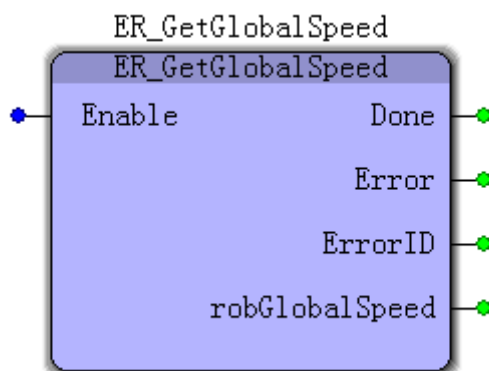 ER_GetGlobalSpeed
ER_GetGlobalSpeed
Enable Done
Error
ErrorID
robGlobalSpeed